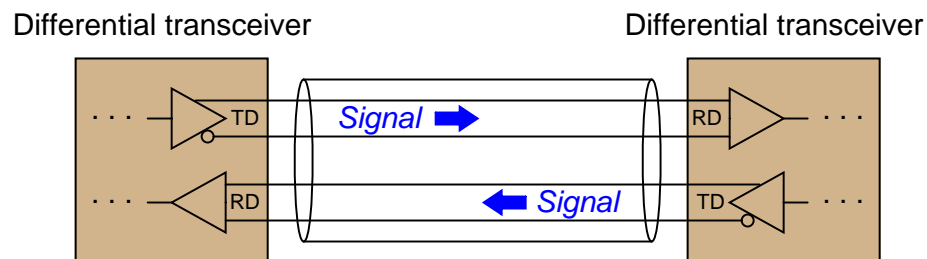 Differential transceiver Differential transceiver
. . . TD Signal RD . . .
. . . RD Signal TD . . .